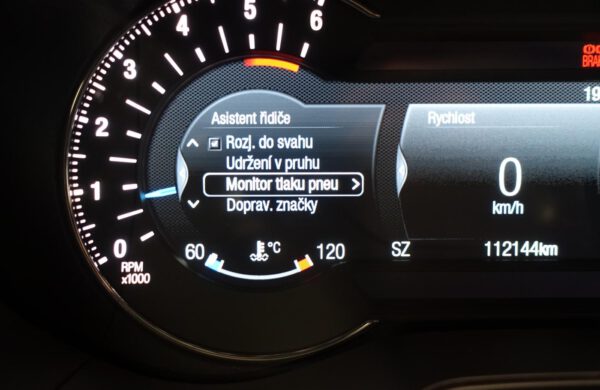 6
5
4
3
2
1
0
RPM
x1000
Asistent řidiče
Rozj. do svahu
Udržení v pruhu
Monitor tlaku pneu
Doprav. značky
60 °C 120
Rychlost
0
km/h
SZ 112144km
19